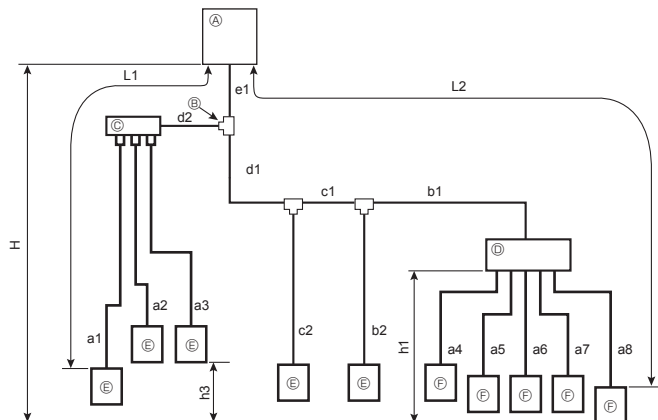 Ⓐ
L1
L2
e1
Ⓑ
Ⓒ
d2
d1
c1
b1
H
Ⓓ
a1
a2
a3
Ⓔ
Ⓔ
Ⓔ
h3
c2
b2
Ⓔ
Ⓔ
h1
a4
a5
a6
a7
a8
Ⓕ
Ⓕ
Ⓕ
Ⓕ
Ⓕ